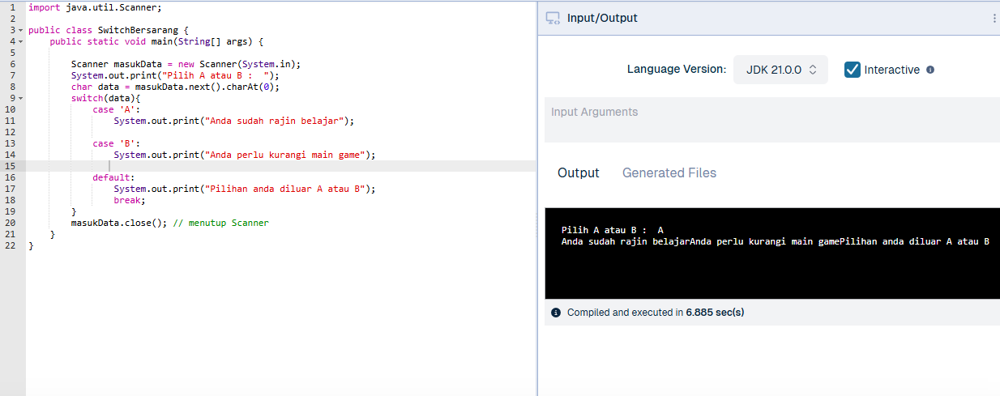 1 import java.util.Scanner;
2
3 public class SwitchBersarang {
4     public static void main(String[] args) {
5
6         Scanner masukData = new Scanner(System.in);
7         System.out.print("Pilih A atau B :  ");
8         char data = masukData.next().charAt(0);
9         switch(data){
10             case 'A':
11                 System.out.print("Anda sudah rajin belajar");
12
13             case 'B':
14                 System.out.print("Anda perlu kurangi main game");
15
16             default:
17                 System.out.print("Pilihan anda diluar A atau B");
18                 break;
19         }
20         masukData.close(); // menutup Scanner
21     }
22 }
Input/Output
Language Version: JDK 21.0.0 Interactive
Input Arguments
Output Generated Files
Pilih A atau B :  A
Anda sudah rajin belajarAnda perlu kurangi main gamePilihan anda diluar A atau B
Compiled and executed in 6.885 sec(s)